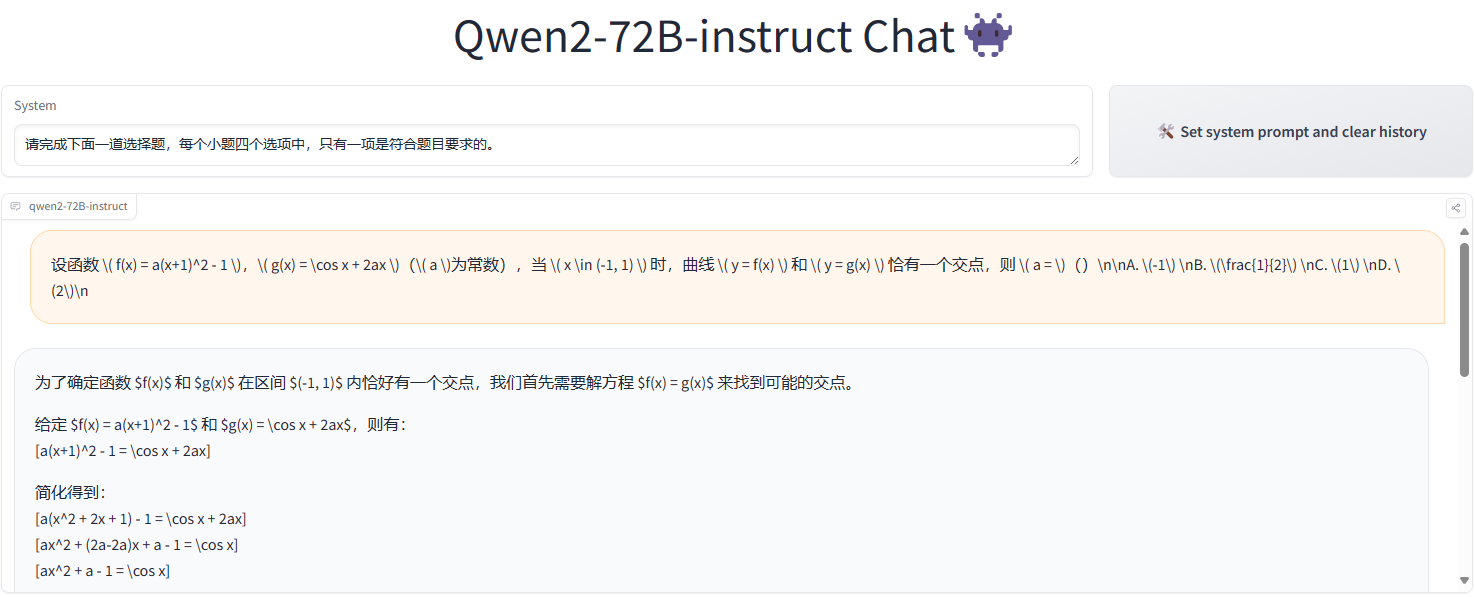 Qwen2-72B-instruct Chat
System
请完成下面一道选择题，每个小题四个选项中，只有一项是符合题目要求的。
🛠 Set system prompt and clear history
qwen2-72B-instruct
设函数 \( f(x) = a(x+1)^2 - 1 \)，\( g(x) = \cos x + 2ax \)（\( a \)为常数），当 \( x \in (-1, 1) \) 时，曲线 \( y = f(x) \) 和 \( y = g(x) \) 恰有一个交点，则 \( a = \)（）\n\nA. \(-1\) \nB. \(\frac{1}{2}\) \nC. \(1\) \nD. \
(2\)\n
为了确定函数 $f(x)$ 和 $g(x)$ 在区间 $(-1, 1)$ 内恰好有一个交点，我们首先需要解方程 $f(x) = g(x)$ 来找到可能的交点。
给定 $f(x) = a(x+1)^2 - 1$ 和 $g(x) = \cos x + 2ax$，则有：
[a(x+1)^2 - 1 = \cos x + 2ax]
简化得到：
[a(x^2 + 2x + 1) - 1 = \cos x + 2ax]
[ax^2 + (2a-2a)x + a - 1 = \cos x]
[ax^2 + a - 1 = \cos x]